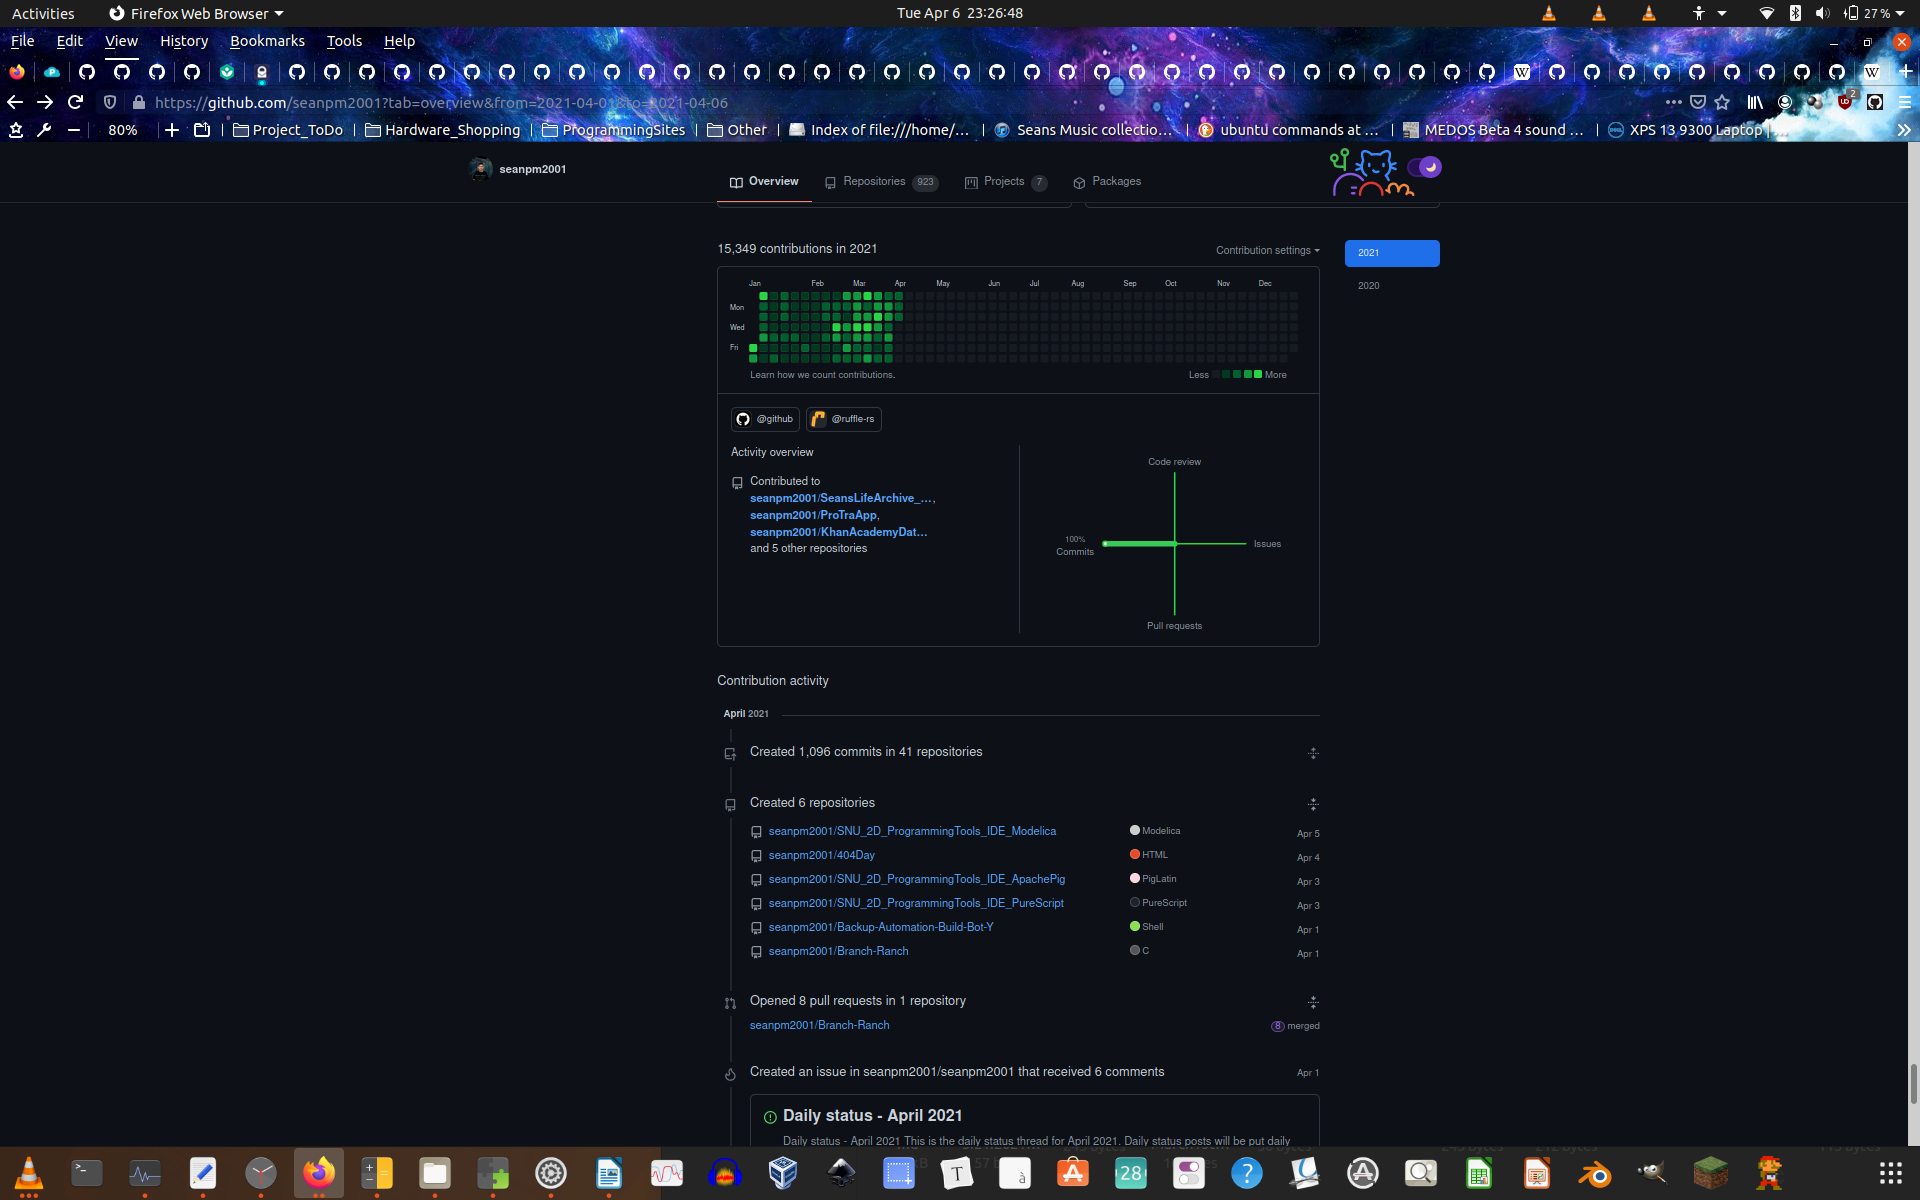 Activities Firefox Web Browser Tue Apr 6 23:26:48 27 %
File Edit View History Bookmarks Tools Help
https://github.com/seanpm2001?tab=overview&from=2021-04-01&to=2021-04-06 2
80% Project_ToDo Hardware_Shopping ProgrammingSites Other Index of file:///home/... Seans Music collectio... ubuntu commands at ... MEDOS Beta 4 sound ... XPS 13 9300 Laptop | ...
seanpm2001 Overview Repositories 923 Projects 7 Packages
15,349 contributions in 2021 Contribution settings 2021
2020
Jan Feb Mar Apr May Jun Jul Aug Sep Oct Nov Dec
Mon
Wed
Fri
Learn how we count contributions. Less More
@github @ruffle-rs
Activity overview
Contributed to
seanpm2001/SeansLifeArchive_...,
seanpm2001/ProTraApp,
seanpm2001/KhanAcademyDat...
and 5 other repositories
Code review
100%
Commits
Issues
Pull requests
Contribution activity
April 2021
Created 1,096 commits in 41 repositories
Created 6 repositories
seanpm2001/SNU_2D_ProgrammingTools_IDE_Modelica Modelica Apr 5
seanpm2001/404Day HTML Apr 4
seanpm2001/SNU_2D_ProgrammingTools_IDE_ApachePig PigLatin Apr 3
seanpm2001/SNU_2D_ProgrammingTools_IDE_PureScript PureScript Apr 3
seanpm2001/Backup-Automation-Build-Bot-Y Shell Apr 1
seanpm2001/Branch-Ranch C Apr 1
Opened 8 pull requests in 1 repository
seanpm2001/Branch-Ranch 8 merged
Created an issue in seanpm2001/seanpm2001 that received 6 comments Apr 1
Daily status - April 2021
Daily status - April 2021 This is the daily status thread for April 2021. Daily status posts will be put daily